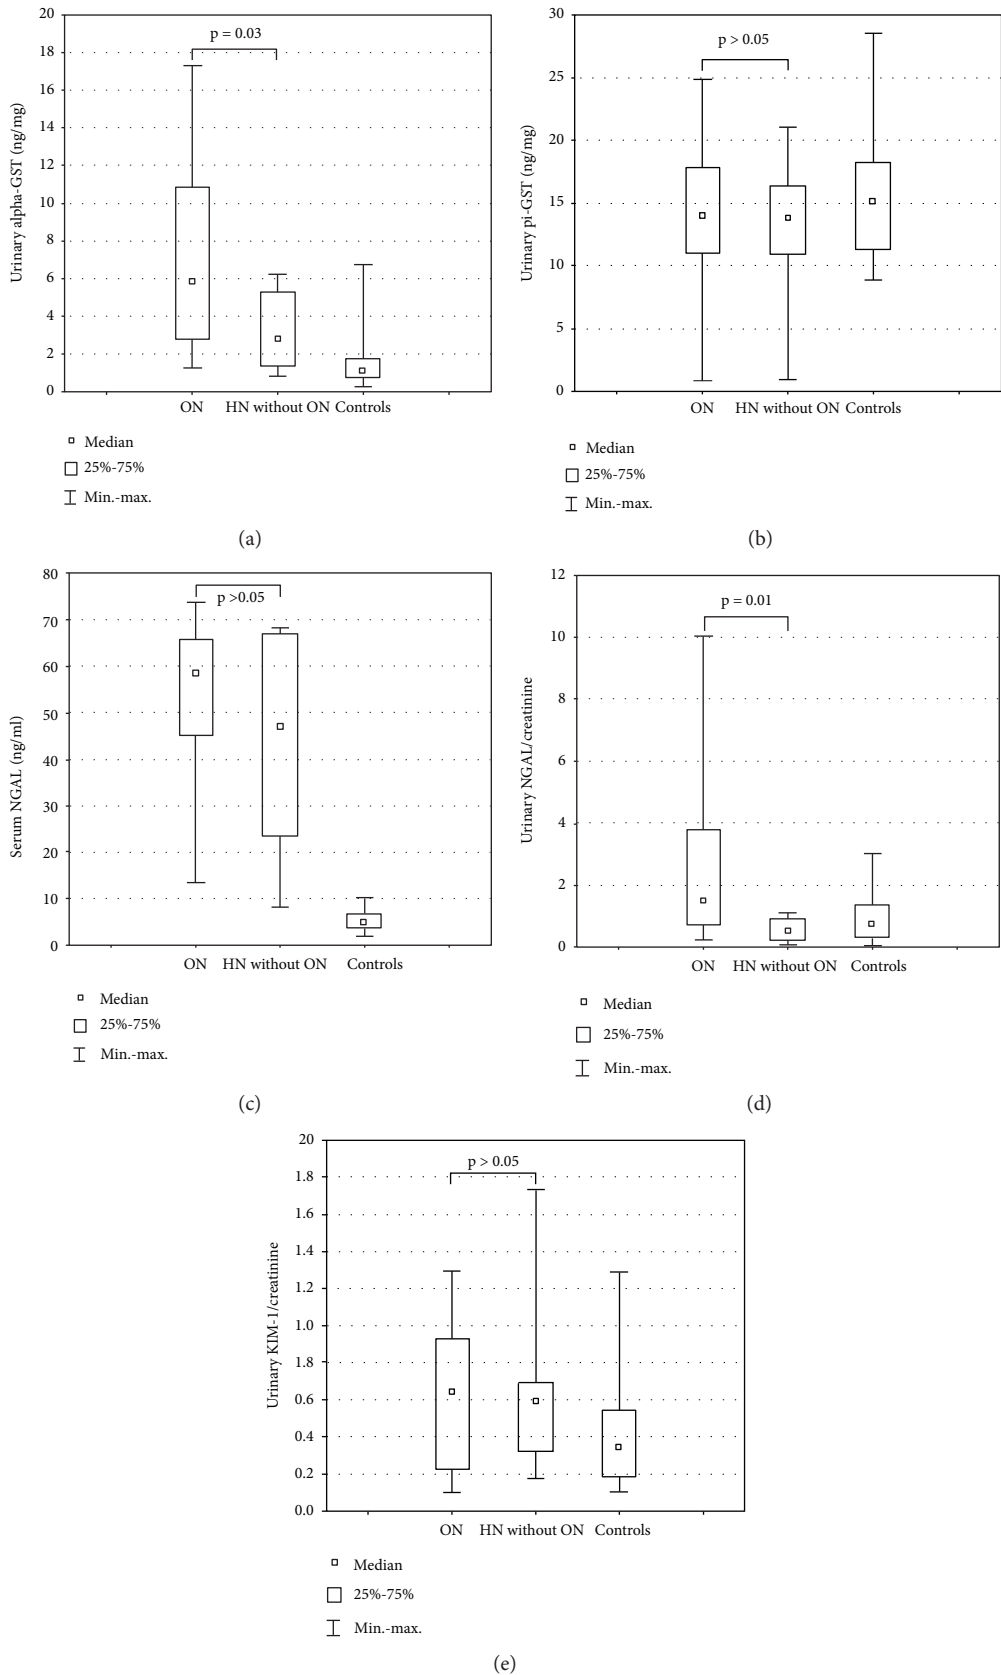 20
18
16
14
12
10
8
6
4
2
0
Urinary alpha-GST (ng/mg)
p = 0.03
ON
HN without ON
Controls
Median
25%-75%
Min.-max.
(a)
30
25
20
15
10
5
0
Urinary pi-GST (ng/mg)
p > 0.05
ON
HN without ON
Controls
Median
25%-75%
Min.-max.
(b)
80
70
60
50
40
30
20
10
0
Serum NGAL (ng/ml)
p >0.05
ON
HN without ON
Controls
Median
25%-75%
Min.-max.
(c)
12
10
8
6
4
2
0
Urinary NGAL/creatinine
p = 0.01
ON
HN without ON
Controls
Median
25%-75%
Min.-max.
(d)
20
1.8
1.6
1.4
1.2
1.0
0.8
0.6
0.4
0.2
0.0
Urinary KIM-1/creatinine
p > 0.05
ON
HN without ON
Controls
Median
25%-75%
Min.-max.
(e)